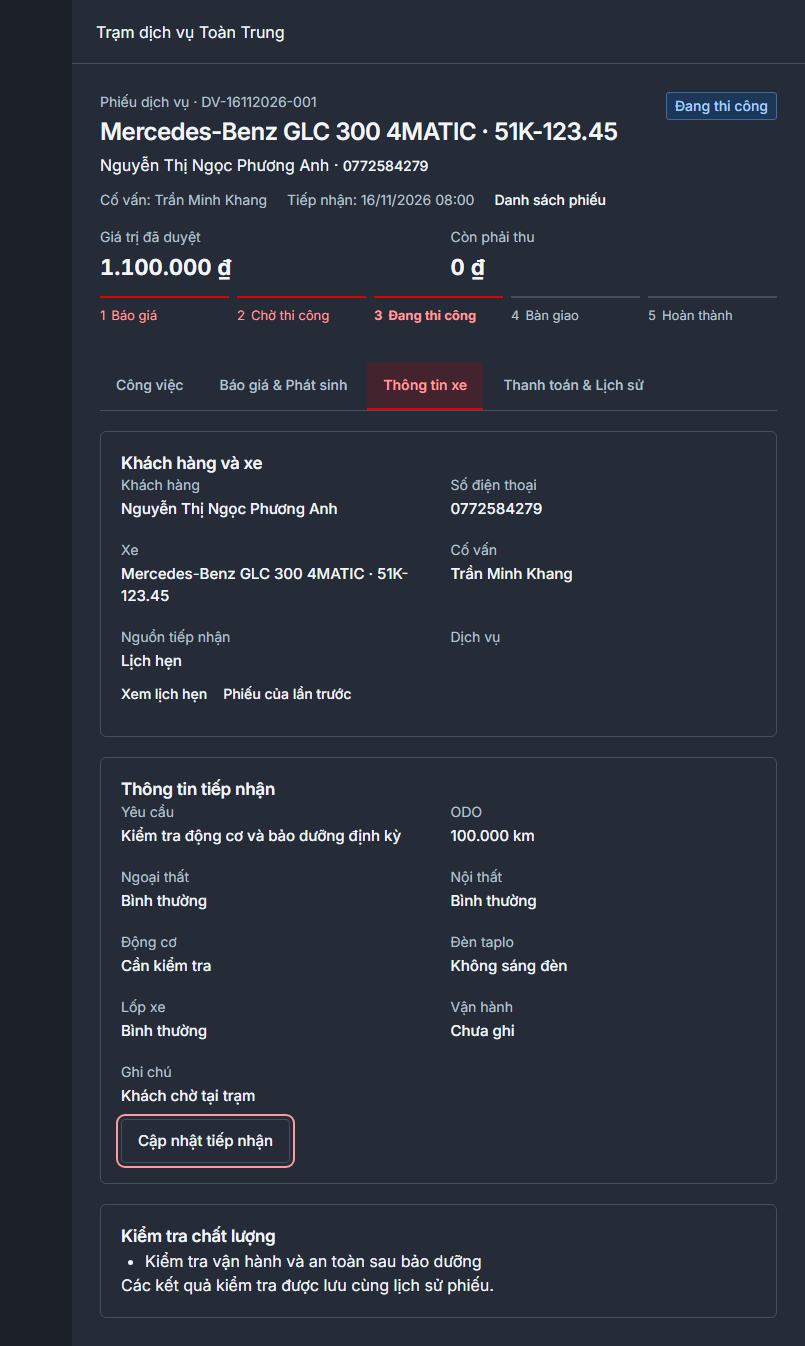 Trạm dịch vụ Toàn Trung
Phiếu dịch vụ · DV-16112026-001
Đang thi công
Mercedes-Benz GLC 300 4MATIC · 51K-123.45
Nguyễn Thị Ngọc Phương Anh · 0772584279
Cố vấn: Trần Minh Khang Tiếp nhận: 16/11/2026 08:00 Danh sách phiếu
Giá trị đã duyệt Còn phải thu
1.100.000 ₫ 0 ₫
1 Báo giá 2 Chờ thi công 3 Đang thi công 4 Bàn giao 5 Hoàn thành
Công việc Báo giá & Phát sinh Thông tin xe Thanh toán & Lịch sử
Khách hàng và xe
Khách hàng Số điện thoại
Nguyễn Thị Ngọc Phương Anh 0772584279
Xe Cố vấn
Mercedes-Benz GLC 300 4MATIC · 51K- Trần Minh Khang
123.45
Nguồn tiếp nhận Dịch vụ
Lịch hẹn
Xem lịch hẹn Phiếu của lần trước
Thông tin tiếp nhận
Yêu cầu ODO
Kiểm tra động cơ và bảo dưỡng định kỳ 100.000 km
Ngoại thất Nội thất
Bình thường Bình thường
Động cơ Đèn taplo
Cần kiểm tra Không sáng đèn
Lốp xe Vận hành
Bình thường Chưa ghi
Ghi chú
Khách chờ tại trạm
Cập nhật tiếp nhận
Kiểm tra chất lượng
• Kiểm tra vận hành và an toàn sau bảo dưỡng
Các kết quả kiểm tra được lưu cùng lịch sử phiếu.